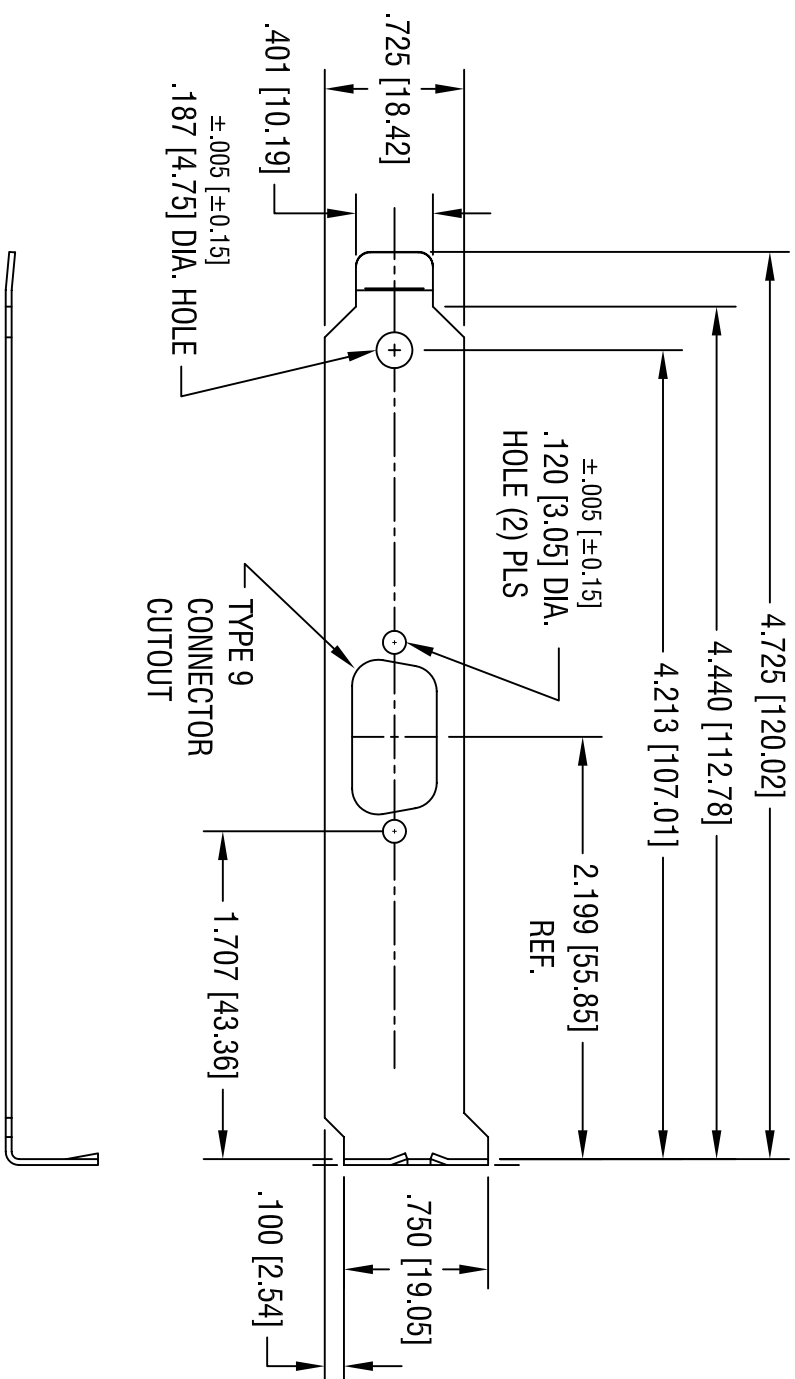 4.725 [120.02]
4.440 [112.78]
4.213 [107.01]
2.199 [55.85]
REF.
±.005 [±0.15]
.120 [3.05] DIA.
HOLE (2) PLS
.725 [18.42]
.401 [10.19]
±.005 [±0.15]
.187 [4.75] DIA. HOLE
TYPE 9
CONNECTOR
CUTOUT
1.707 [43.36]
.750 [19.05]
.100 [2.54]